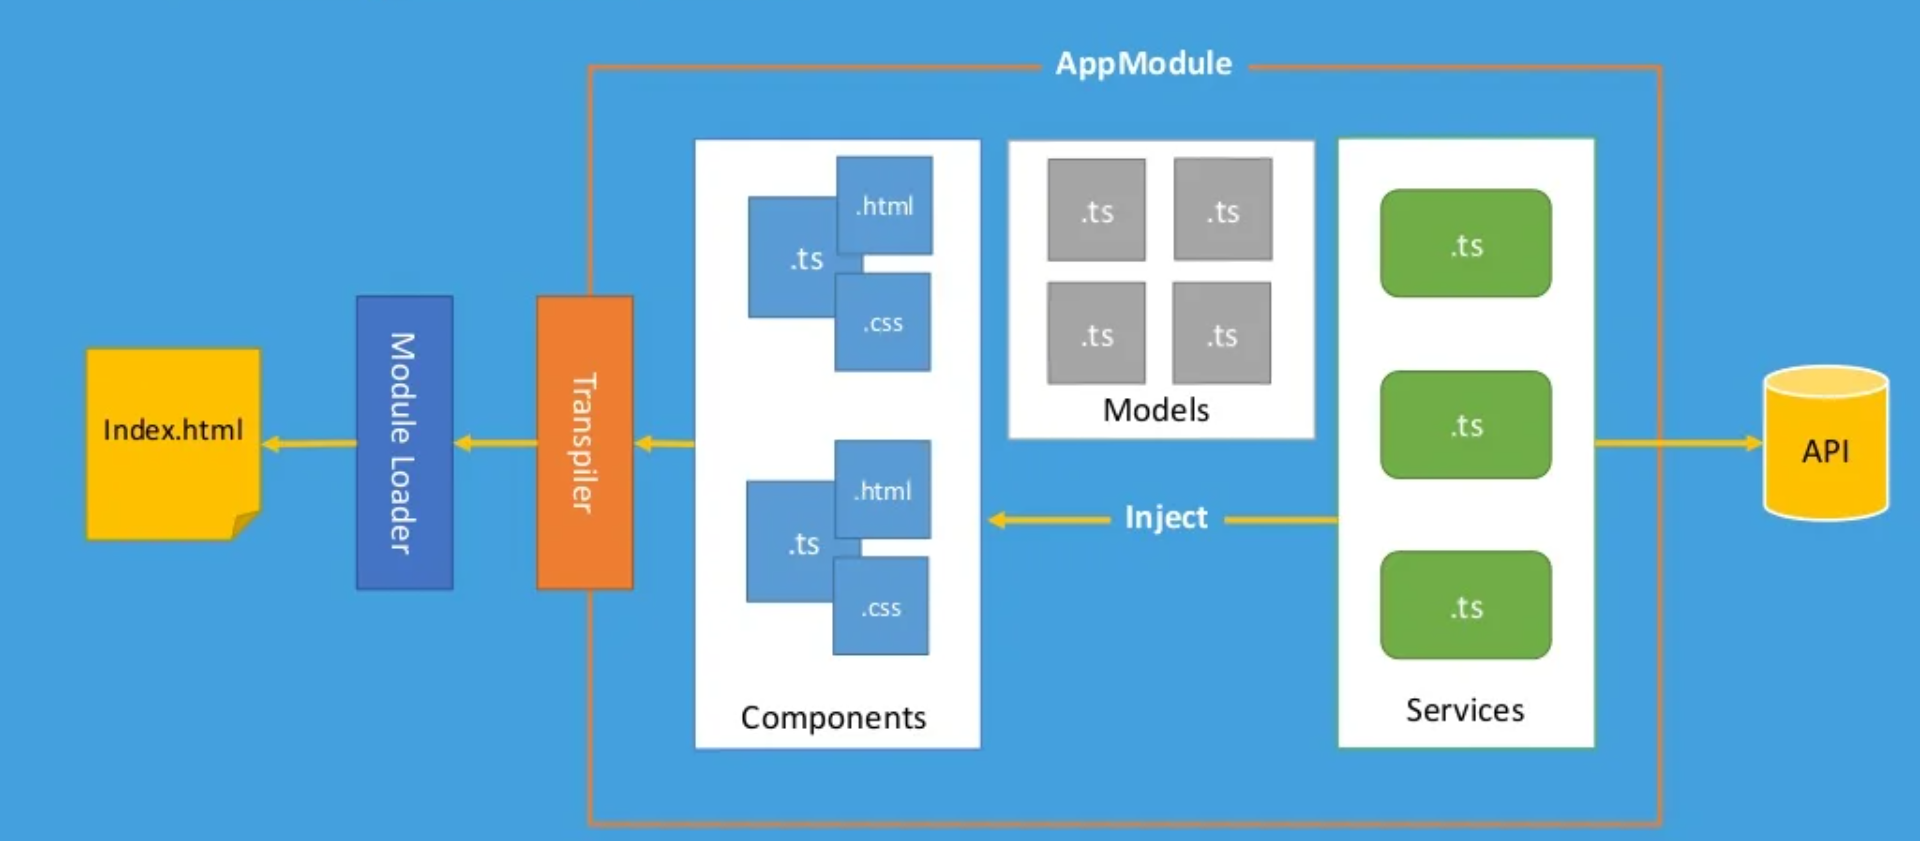 AppModule
Index.html
Module Loader
Transpiler
.ts
.html
.css
.ts
.html
.css
Components
.ts
.ts
.ts
.ts
Models
Inject
.ts
.ts
.ts
Services
API